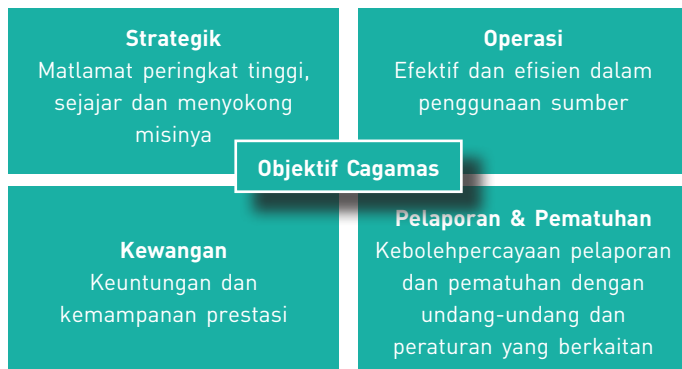 Strategik
Matlamat peringkat tinggi,
sejajar dan menyokong
misinya
Operasi
Efektif dan efisien dalam
penggunaan sumber
Objektif Cagamas
Kewangan
Keuntungan dan
kemampanan prestasi
Pelaporan & Pematuhan
Kebolehpercayaan pelaporan
dan pematuhan dengan
undang-undang dan
peraturan yang berkaitan